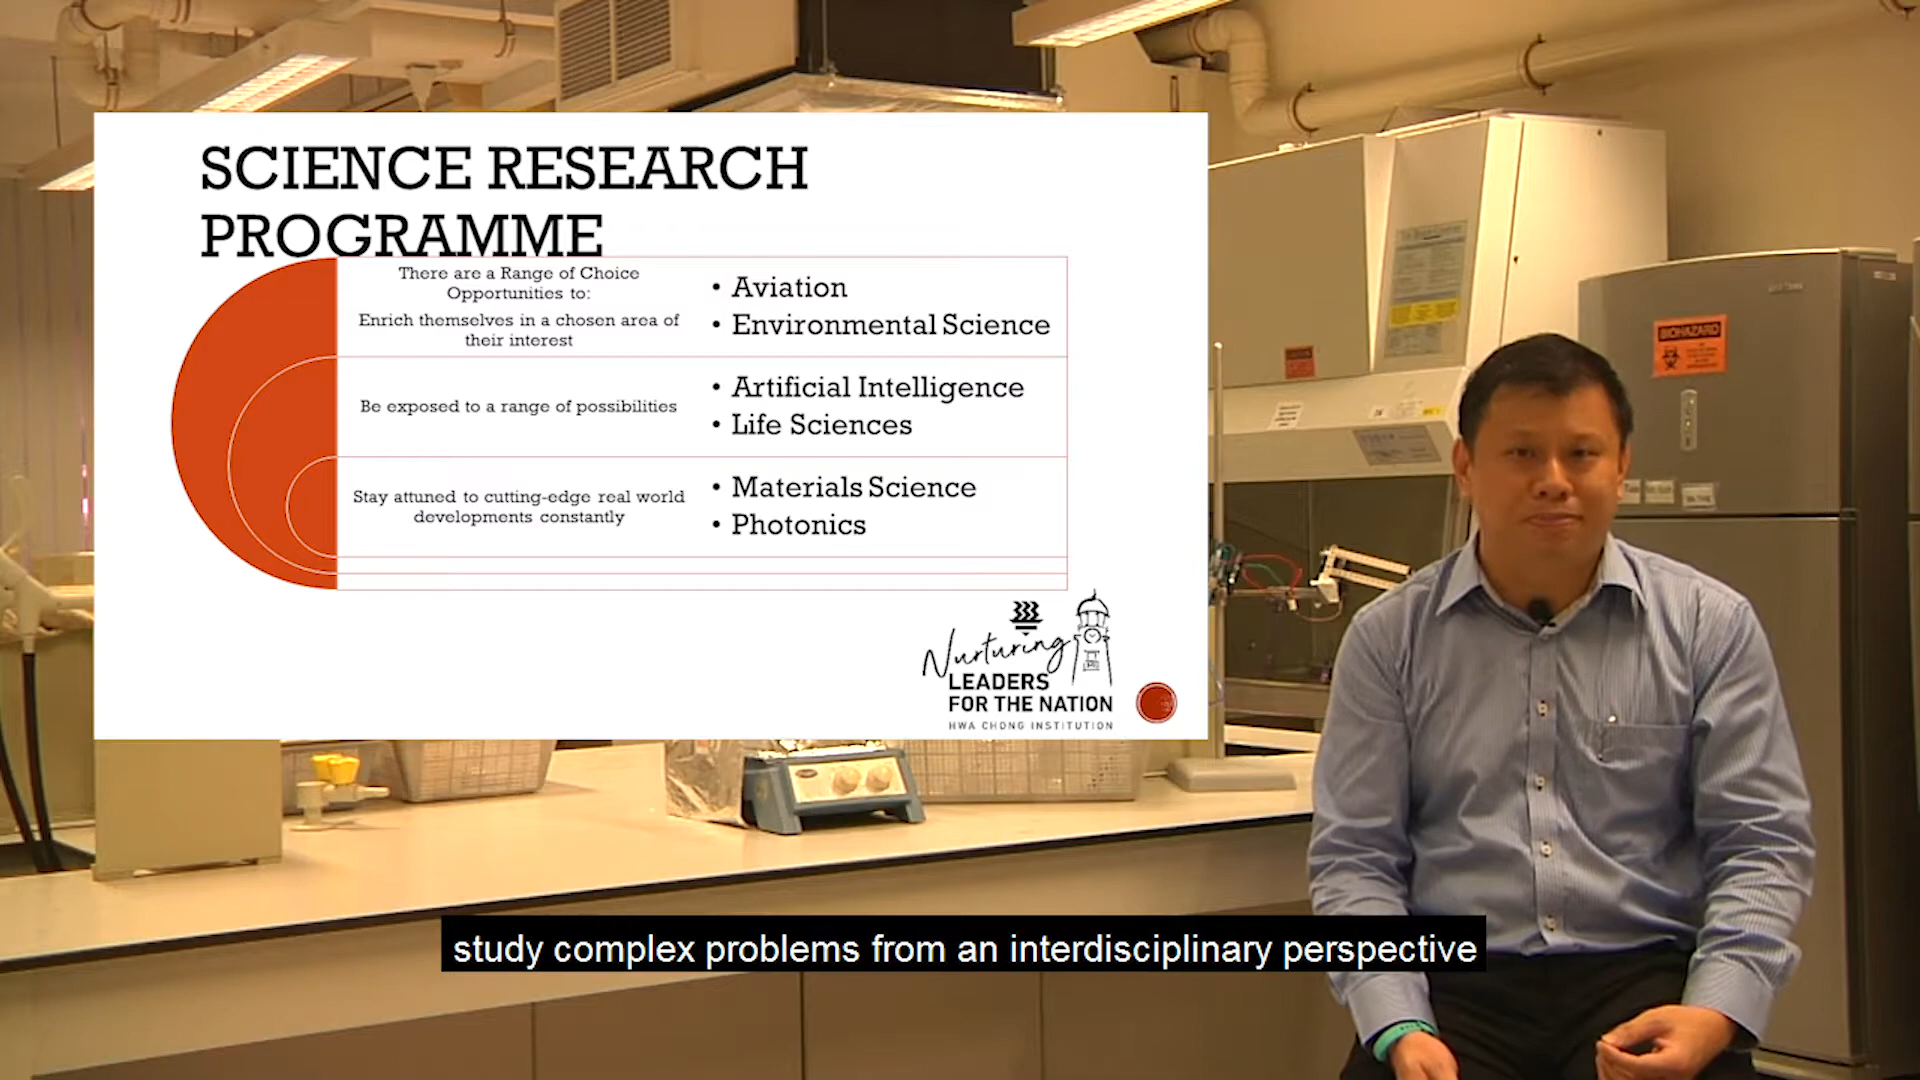 SCIENCE RESEARCH
PROGRAMME
There are a Range of Choice
Opportunities to:
Enrich themselves in a chosen area of
their interest
• Aviation
• Environmental Science
Be exposed to a range of possibilities
• Artificial Intelligence
• Life Sciences
Stay attuned to cutting-edge real world
developments constantly
• Materials Science
• Photonics
Nurturing
LEADERS
FOR THE NATION
HWA CHONG INSTITUTION
BIOHAZARD
study complex problems from an interdisciplinary perspective